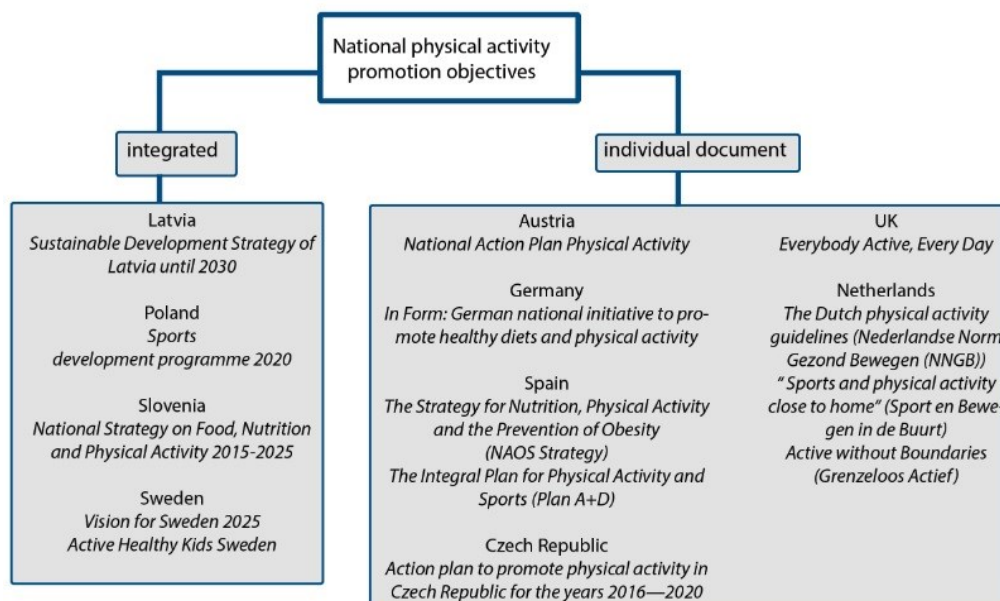 National physical activity
promotion objectives
integrated
individual document
Latvia
Sustainable Development Strategy of
Latvia until 2030
Poland
Sports
development programme 2020
Slovenia
National Strategy on Food, Nutrition
and Physical Activity 2015-2025
Sweden
Vision for Sweden 2025
Active Healthy Kids Sweden
Austria
National Action Plan Physical Activity
Germany
In Form: German national initiative to pro-
mote healthy diets and physical activity
Spain
The Strategy for Nutrition, Physical Activity
and the Prevention of Obesity
(NAOS Strategy)
The Integral Plan for Physical Activity and
Sports (Plan A+D)
Czech Republic
Action plan to promote physical activity in
Czech Republic for the years 2016—2020
UK
Everybody Active, Every Day
Netherlands
The Dutch physical activity
guidelines (Nederlandse Norm
Gezond Bewegen (NNGB))
“Sports and physical activity
close to home” (Sport en Bewe-
gen in de Buurt)
Active without Boundaries
(Grenzeloos Actief)